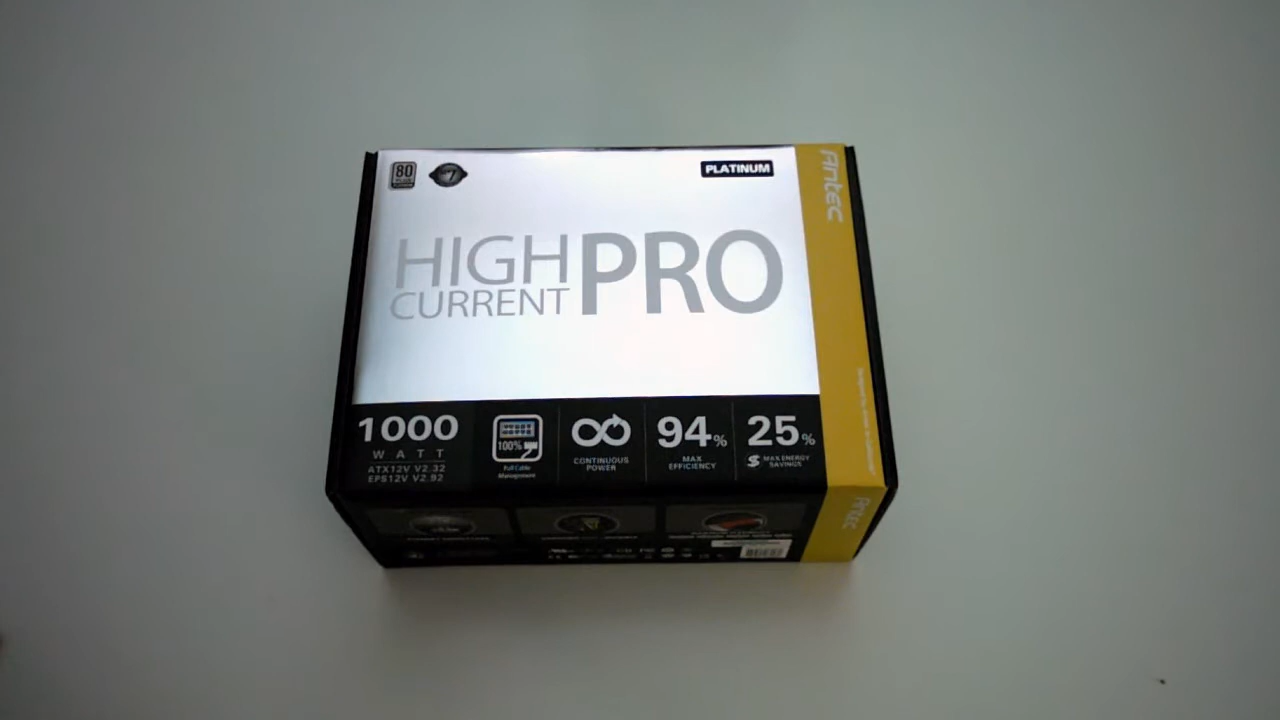 80
PLATINUM
Antec
HIGH
CURRENT
PRO
1000
WATT
ATX12V V2.32
EPS12V V2.92
100%
Full Cable
Management
CONTINUOUS
POWER
94%
MAX
EFFICIENCY
25%
MAX ENERGY
SAVINGS
Antec